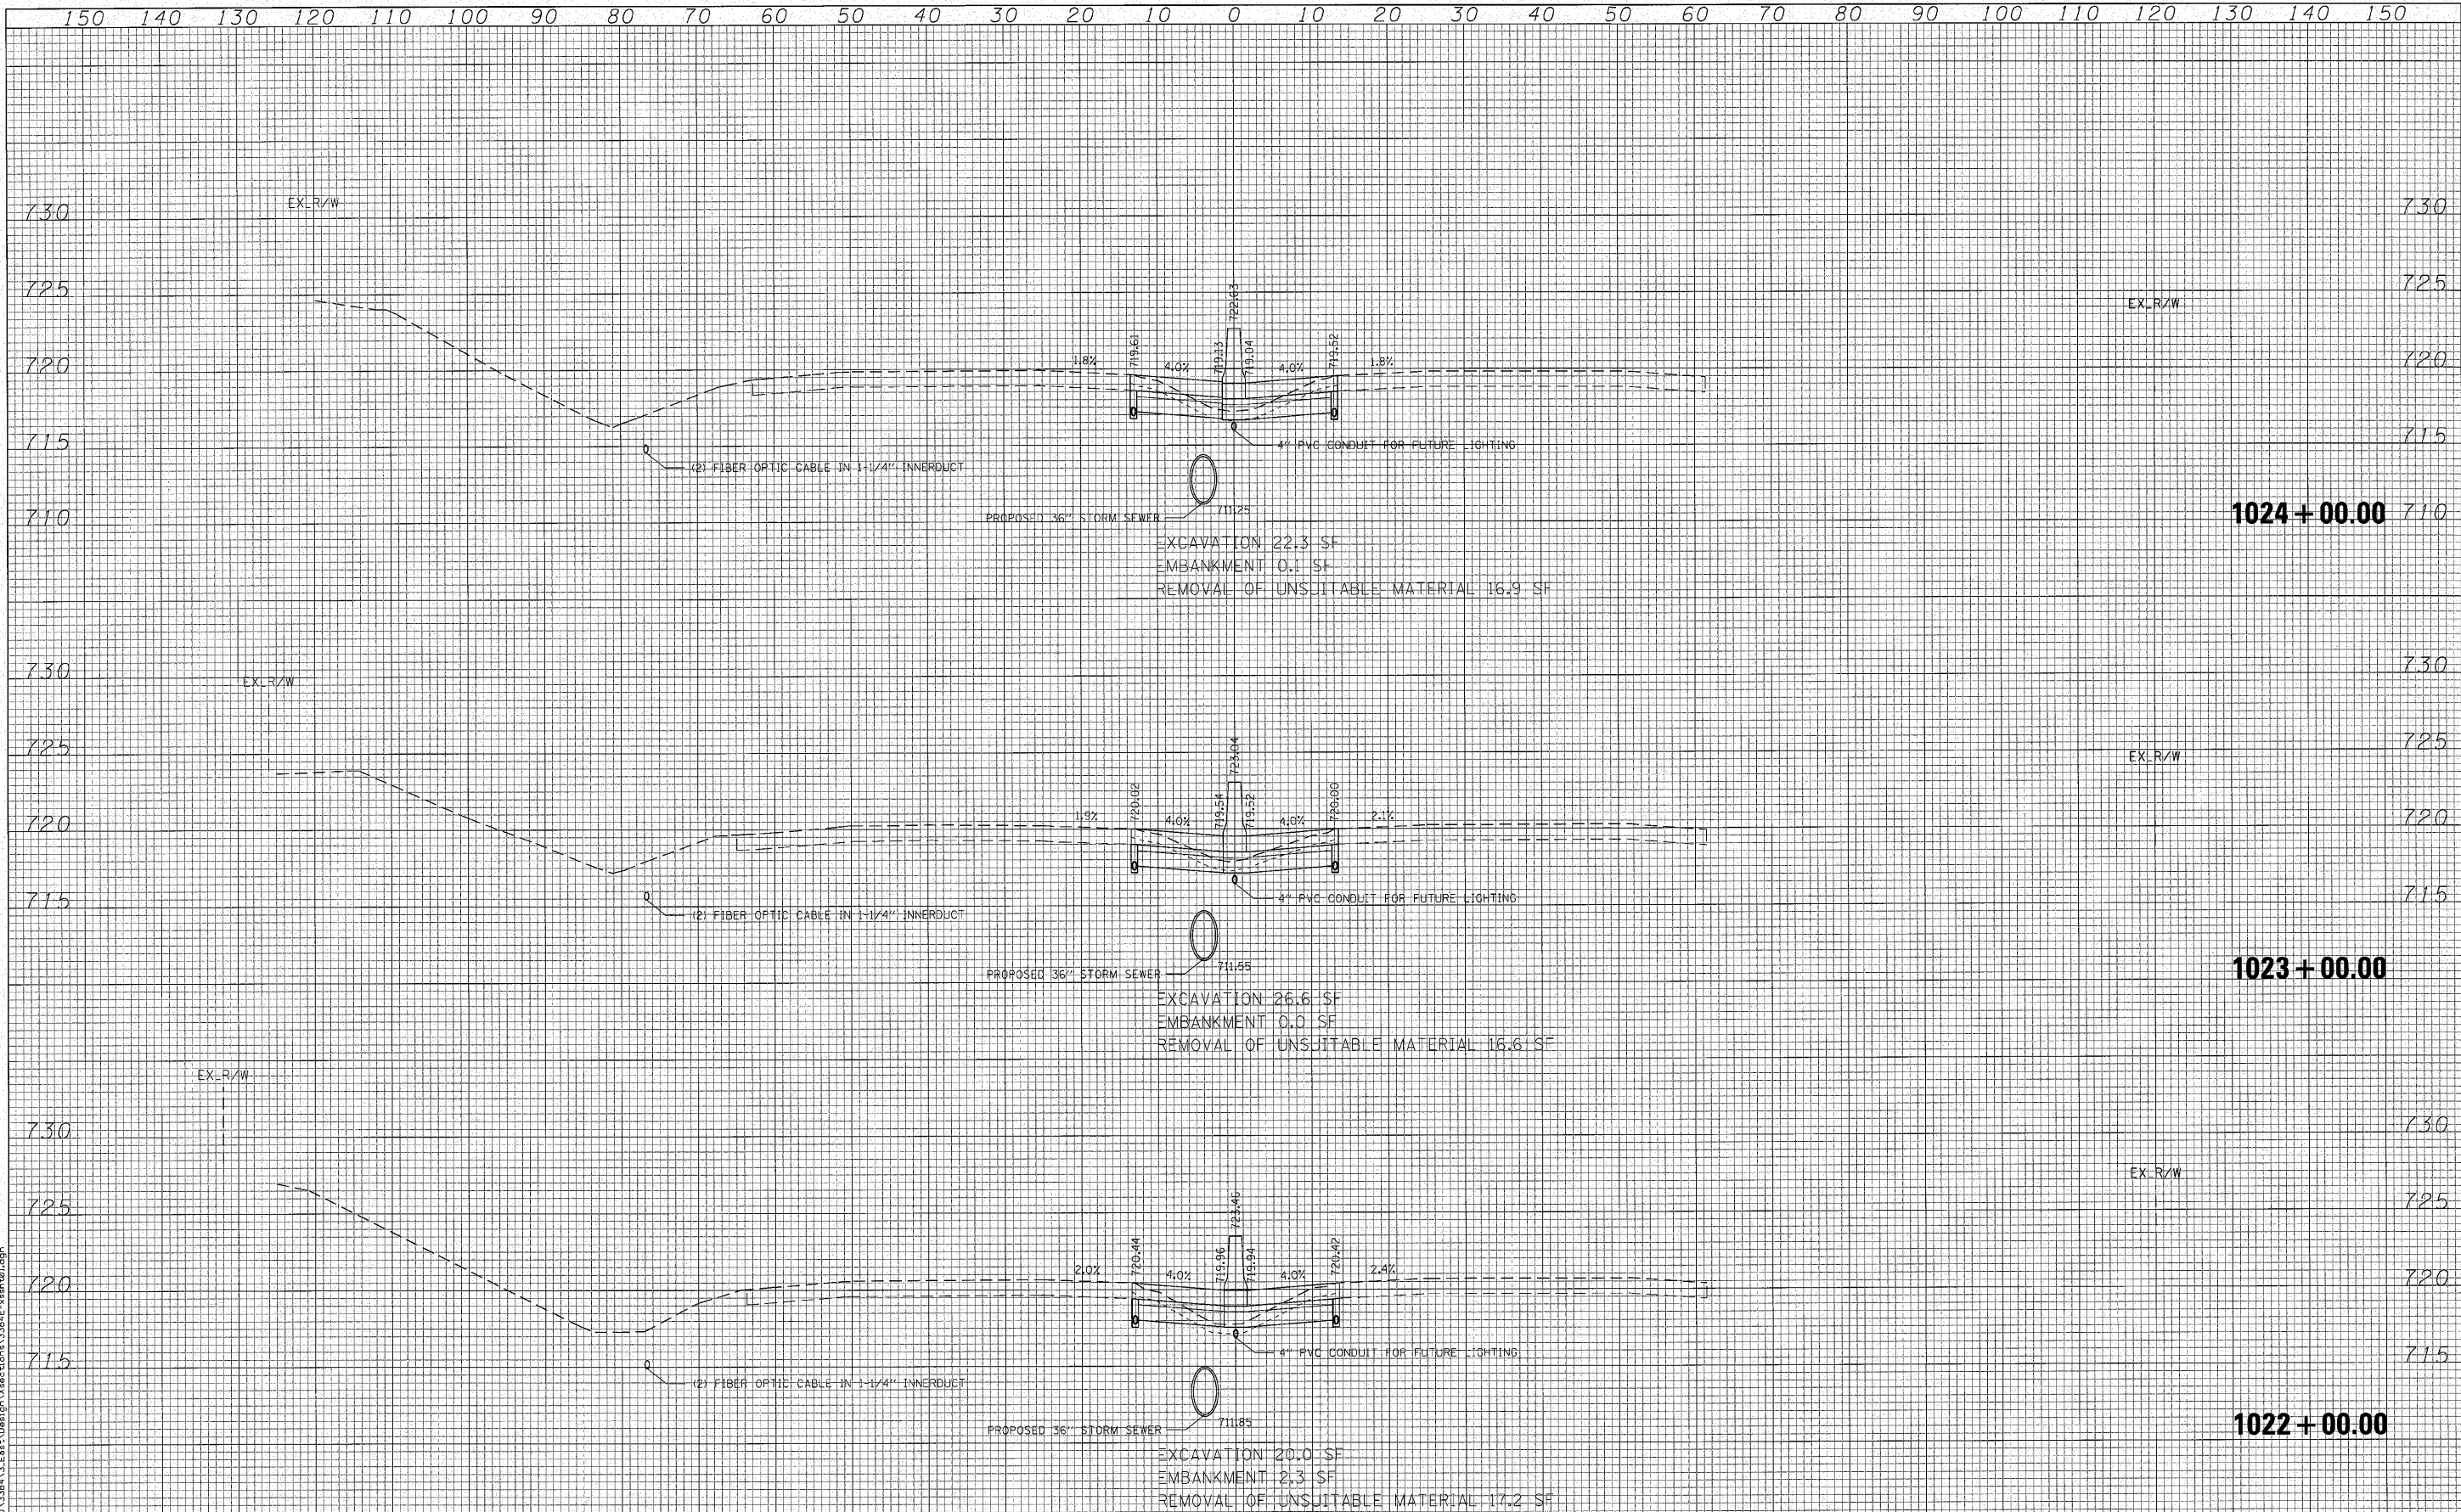 150 140 130 120 110 100 90 80 70 60 50 40 30 20 10 0 10 20 30 40 50 60 70 80 90 100 110 120 130 140 150
EX_R/W
730 730
725 725
EX_R/W
722.63
719.61 719.13 719.04 719.52
720 1.8% 4.0% 4.0% 1.8% 720
715 715
4" PVC CONDUIT FOR FUTURE LIGHTING
(2) FIBER OPTIC CABLE IN 1-1/4" INNERDUCT
711.25
PROPOSED 36" STORM SEWER
710 1024+00.00 710
EXCAVATION 22.3 SF
EMBANKMENT 0.1 SF
REMOVAL OF UNSUITABLE MATERIAL 16.9 SF
730 730
EX_R/W
725 725
EX_R/W
723.04
720.02 719.54 719.52 720.00
1.9% 4.0% 4.0% 2.1%
720 720
715 715
4" PVC CONDUIT FOR FUTURE LIGHTING
(2) FIBER OPTIC CABLE IN 1-1/4" INNERDUCT
711.55
PROPOSED 36" STORM SEWER
1023+00.00
EXCAVATION 26.6 SF
EMBANKMENT 0.0 SF
REMOVAL OF UNSUITABLE MATERIAL 16.6 SF
EX_R/W
730 730
EX_R/W
725 725
723.46
720.44 719.96 719.94 720.42
2.0% 4.0% 4.0% 2.4%
720 720
715 715
4" PVC CONDUIT FOR FUTURE LIGHTING
(2) FIBER OPTIC CABLE IN 1-1/4" INNERDUCT
711.85
PROPOSED 36" STORM SEWER
1022+00.00
EXCAVATION 20.0 SF
EMBANKMENT 2.3 SF
REMOVAL OF UNSUITABLE MATERIAL 17.2 SF